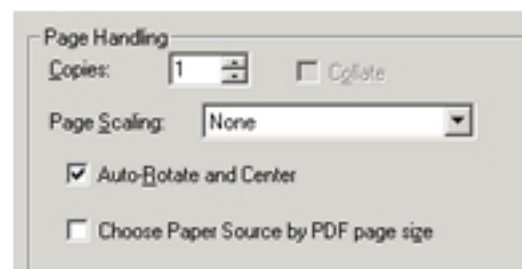 Page Handling
Copies: 1 Collate
Page Scaling: None
Auto-Rotate and Center
Choose Paper Source by PDF page size